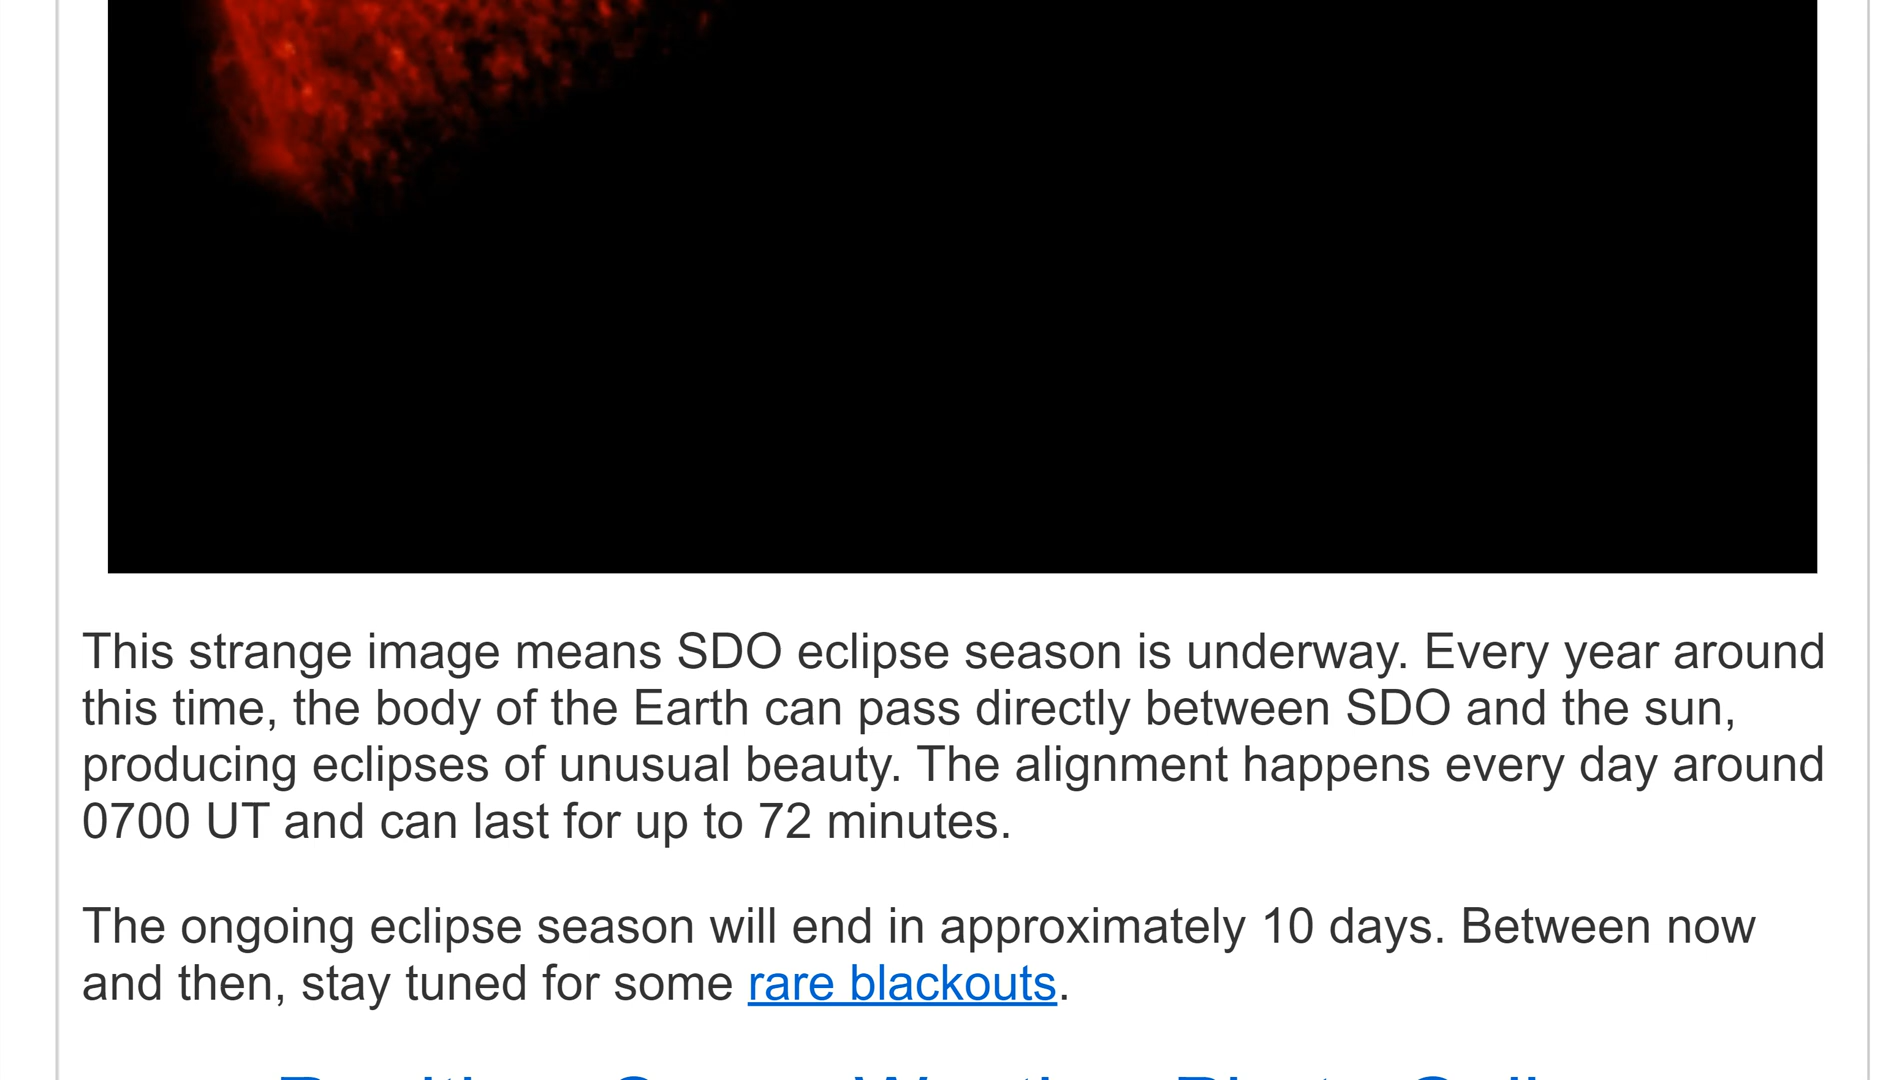 This strange image means SDO eclipse season is underway. Every year around
this time, the body of the Earth can pass directly between SDO and the sun,
producing eclipses of unusual beauty. The alignment happens every day around
0700 UT and can last for up to 72 minutes.
The ongoing eclipse season will end in approximately 10 days. Between now
and then, stay tuned for some rare blackouts.